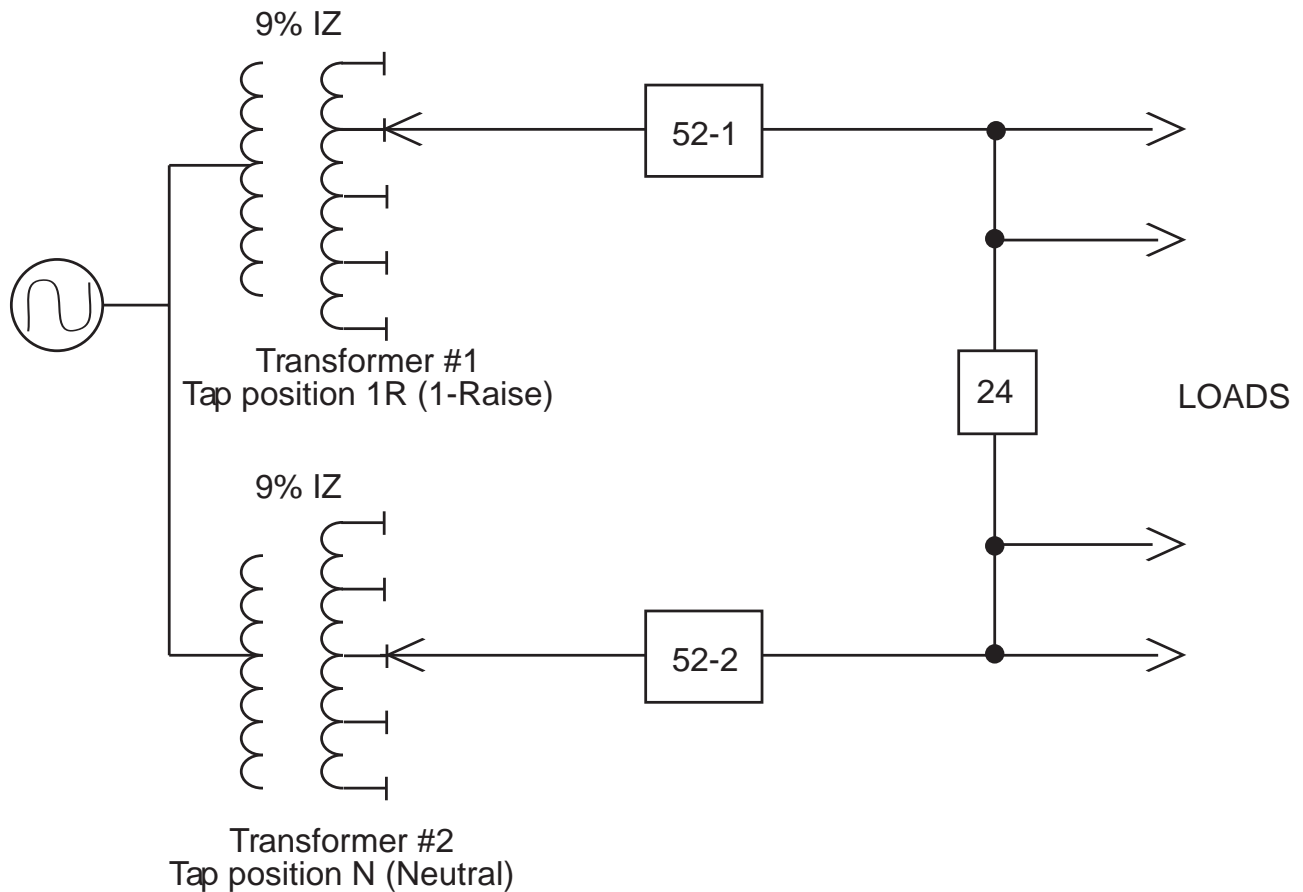 9% IZ
52-1
Transformer #1
Tap position 1R (1-Raise)
24
LOADS
9% IZ
52-2
Transformer #2
Tap position N (Neutral)